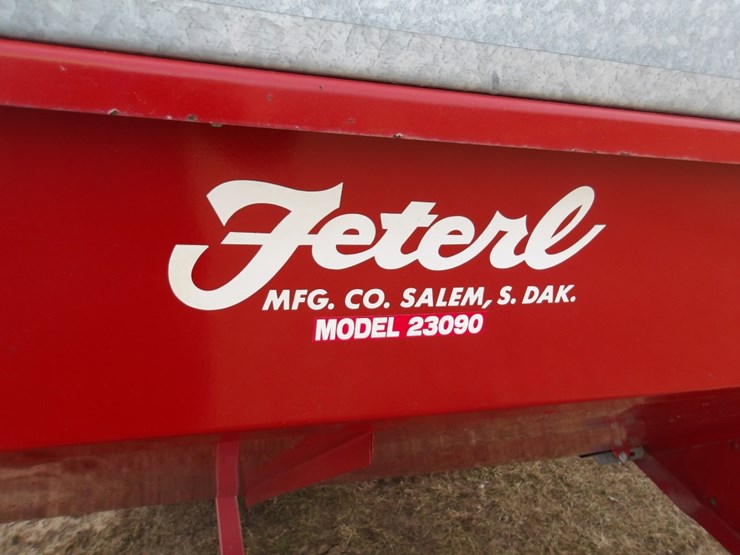 Feterl
MFG. CO. SALEM, S. DAK.
MODEL 23090